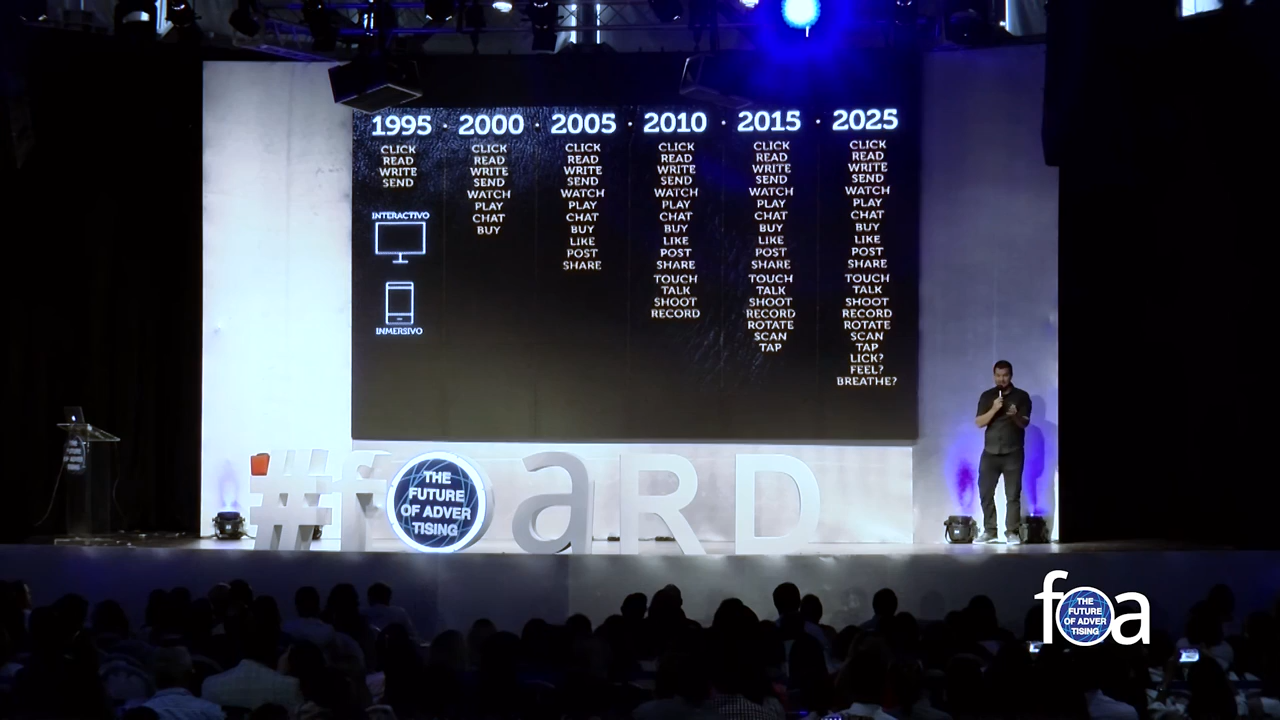 1995 · 2000 · 2005 · 2010 · 2015 · 2025
CLICK
READ
WRITE
SEND
INTERACTIVO
INMERSIVO
CLICK
READ
WRITE
SEND
WATCH
PLAY
CHAT
BUY
CLICK
READ
WRITE
SEND
WATCH
PLAY
CHAT
BUY
LIKE
POST
SHARE
CLICK
READ
WRITE
SEND
WATCH
PLAY
CHAT
BUY
LIKE
POST
SHARE
TOUCH
TALK
SHOOT
RECORD
CLICK
READ
WRITE
SEND
WATCH
PLAY
CHAT
BUY
LIKE
POST
SHARE
TOUCH
TALK
SHOOT
RECORD
ROTATE
SCAN
TAP
CLICK
READ
WRITE
SEND
WATCH
PLAY
CHAT
BUY
LIKE
POST
SHARE
TOUCH
TALK
SHOOT
RECORD
ROTATE
SCAN
TAP
LICK?
FEEL?
BREATHE?
THE
FUTURE
OF ADVER
TISING
#foaRD
THE
FUTURE
OF ADVER
TISING
foa
THE
FUTURE
OF ADVER
TISING